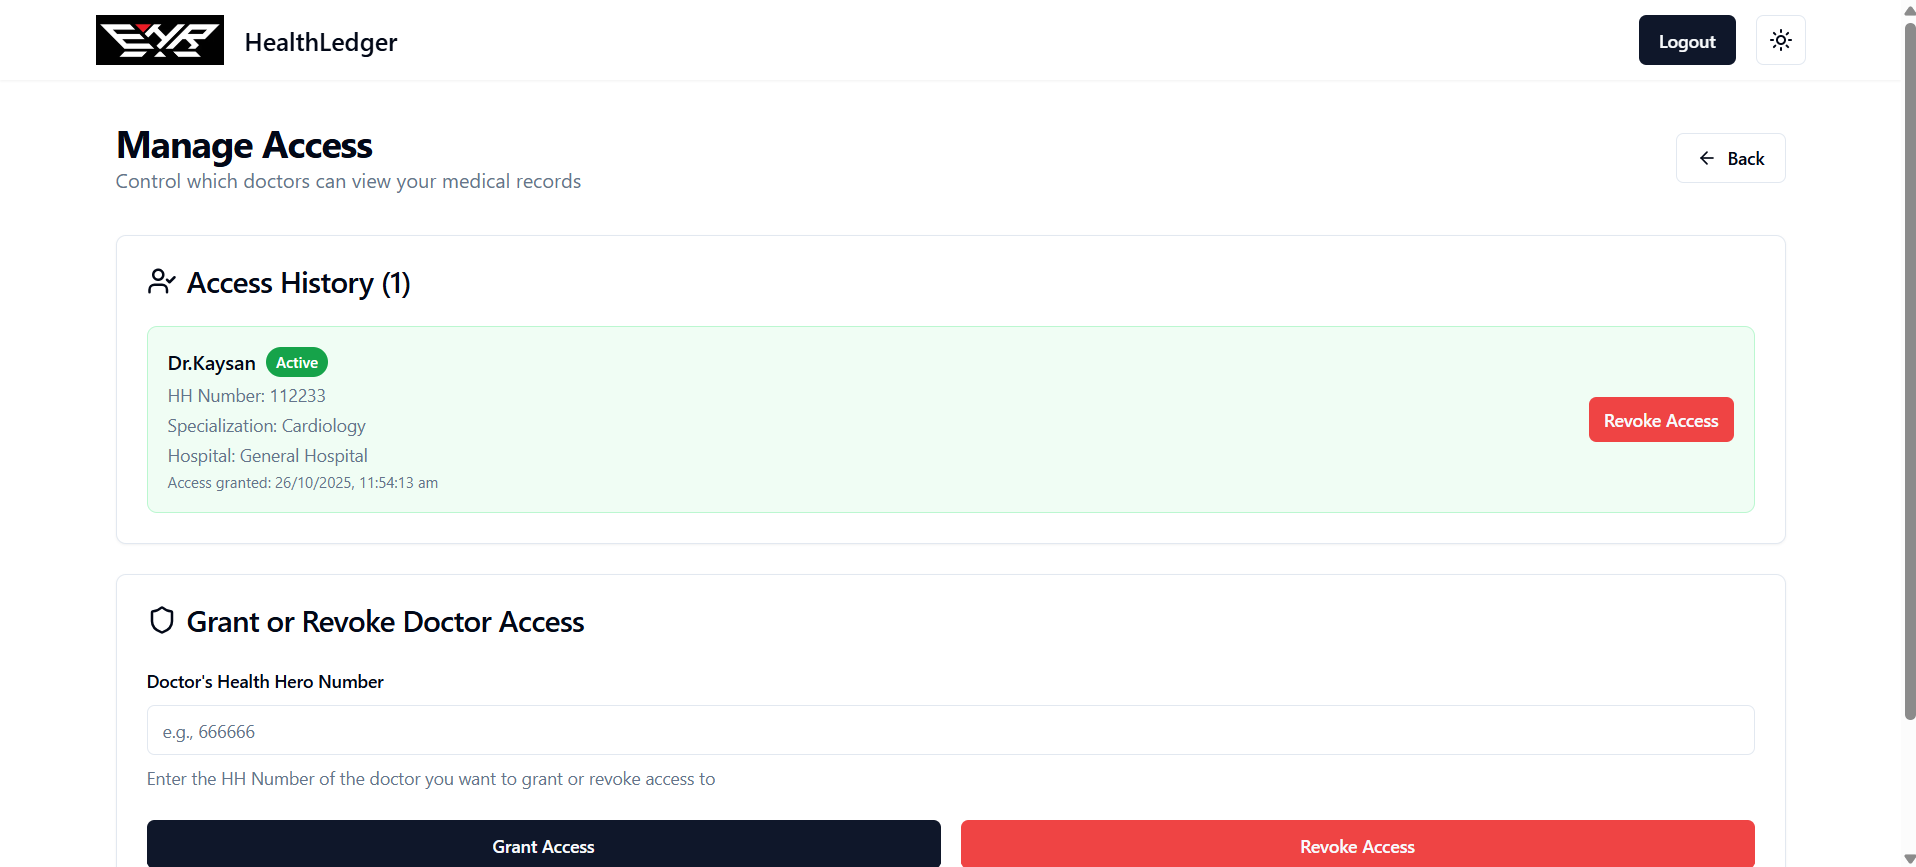 EHR
HealthLedger
Logout
Manage Access
Control which doctors can view your medical records
Back
Access History (1)
Dr.Kaysan
Active
HH Number: 112233
Specialization: Cardiology
Hospital: General Hospital
Access granted: 26/10/2025, 11:54:13 am
Revoke Access
Grant or Revoke Doctor Access
Doctor's Health Hero Number
e.g., 666666
Enter the HH Number of the doctor you want to grant or revoke access to
Grant Access
Revoke Access